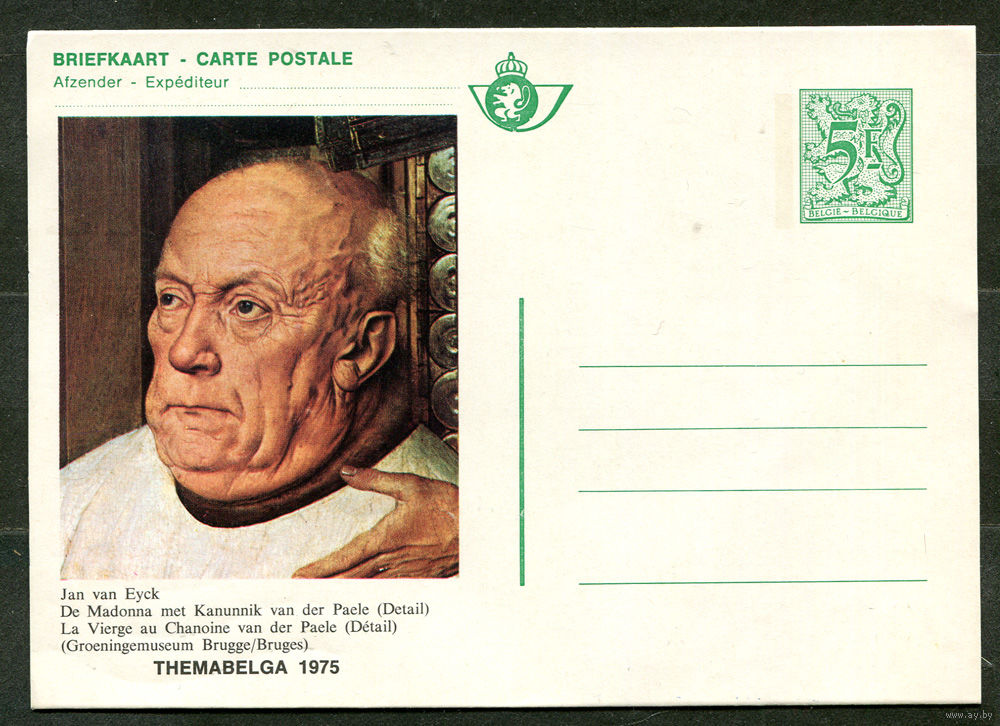 BRIEFKAART - CARTE POSTALE
Afzender - Expéditeur
5F
BELGIË - BELGIQUE
Jan van Eyck
De Madonna met Kanunnik van der Paele (Detail)
La Vierge au Chanoine van der Paele (Détail)
(Groeningemuseum Brugge/Bruges)
THEMABELGA 1975
www.ay.by